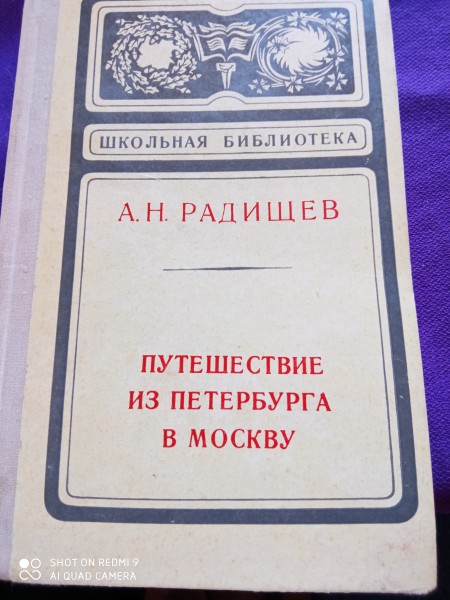 ШКОЛЬНАЯ БИБЛИОТЕКА
А.Н. РАДИЩЕВ
ПУТЕШЕСТВИЕ
ИЗ ПЕТЕРБУРГА
В МОСКВУ
SHOT ON REDMI 9
AI QUAD CAMERA